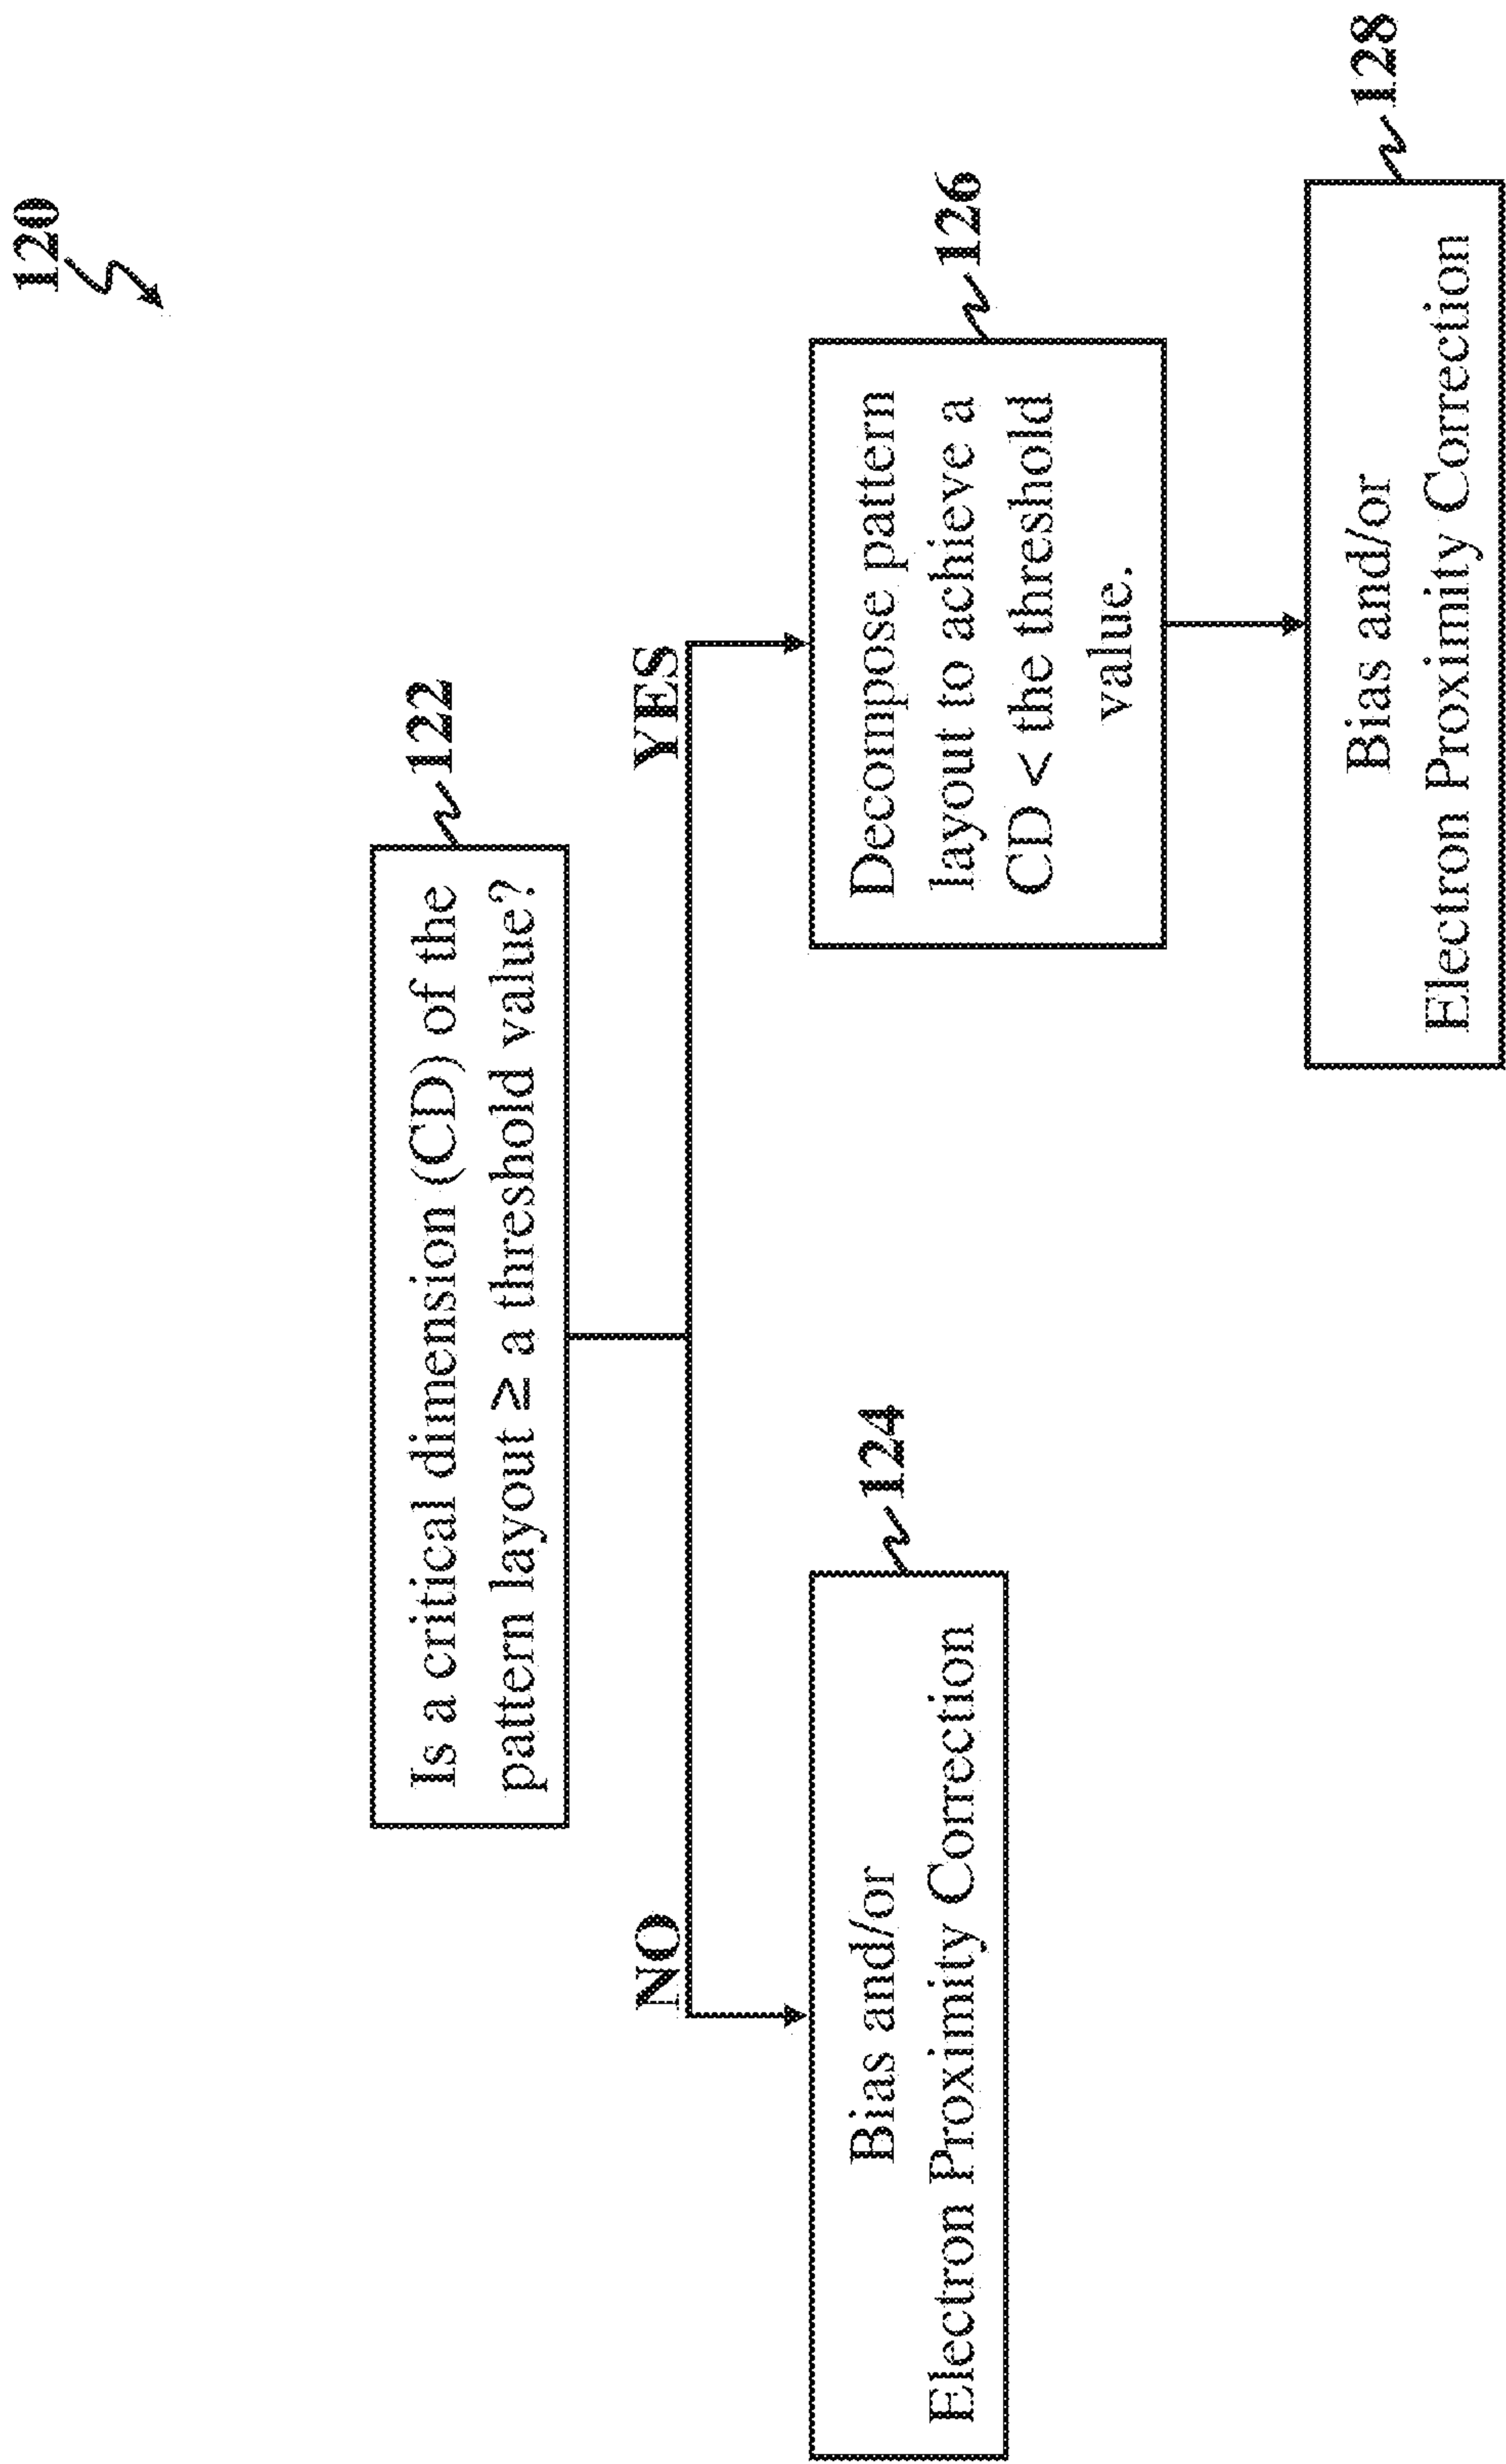 120
Is a critical dimension (CD) of the
pattern layout ≥ a threshold value?
122
NO
YES
Bias and/or
Electron Proximity Correction
124
Decompose pattern
layout to achieve a
CD < the threshold
value.
126
Bias and/or
Electron Proximity Correction
128